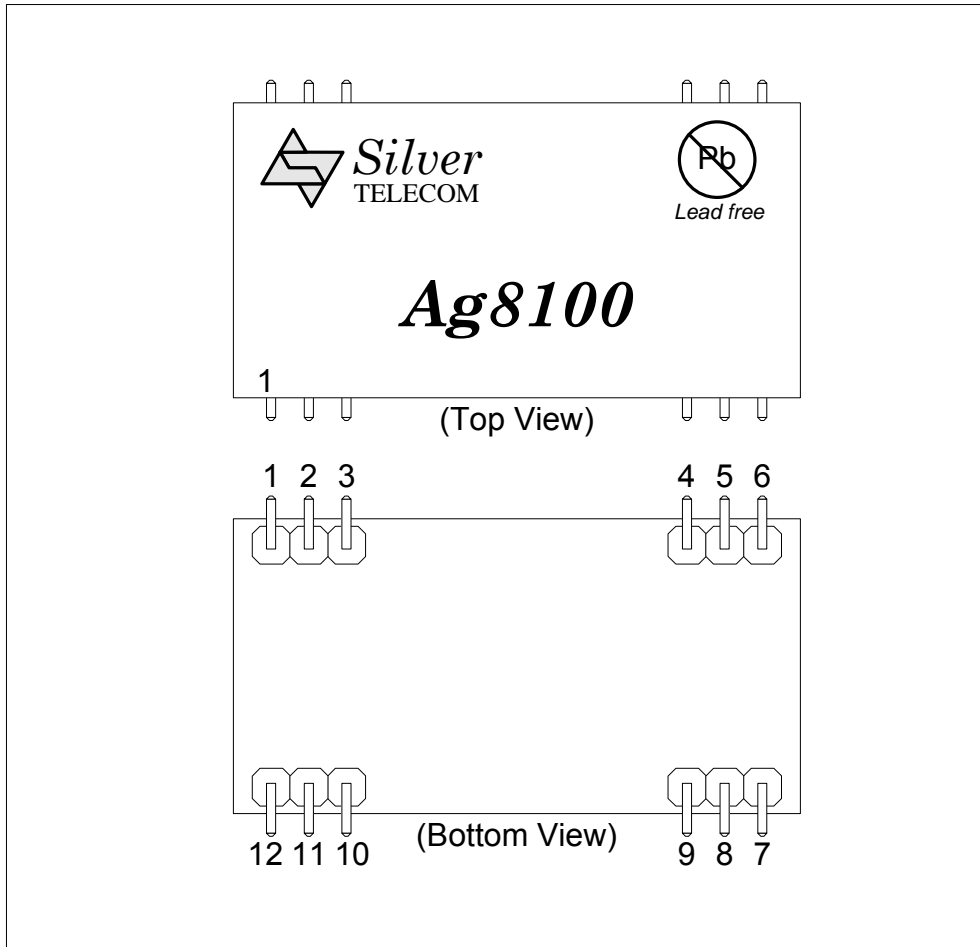 Silver
TELECOM
Pb
Lead free
Ag8100
1
(Top View)
1 2 3 4 5 6
(Bottom View)
12 11 10 9 8 7